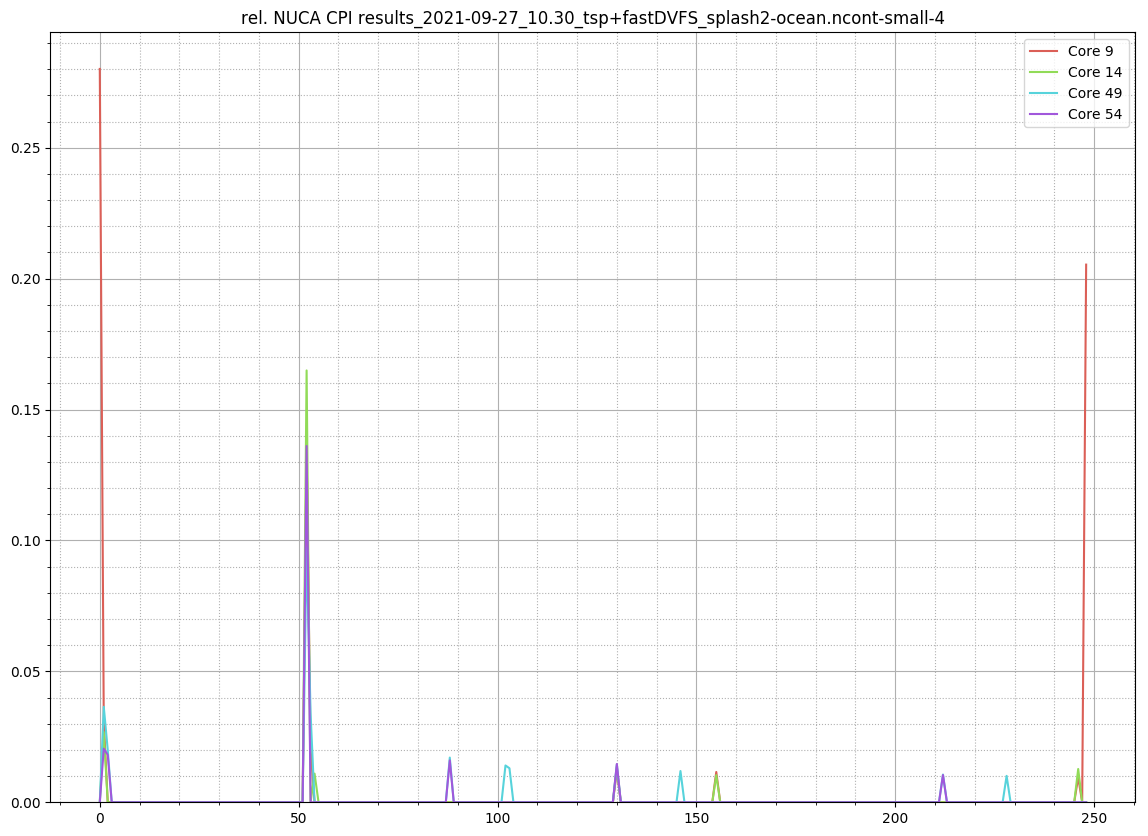 rel. NUCA CPI results_2021-09-27_10.30_tsp+fastDVFS_splash2-ocean.ncont-small-4
Core 9
Core 14
Core 49
Core 54
0.25
0.20
0.15
0.10
0.05
0.00
0 50 100 150 200 250